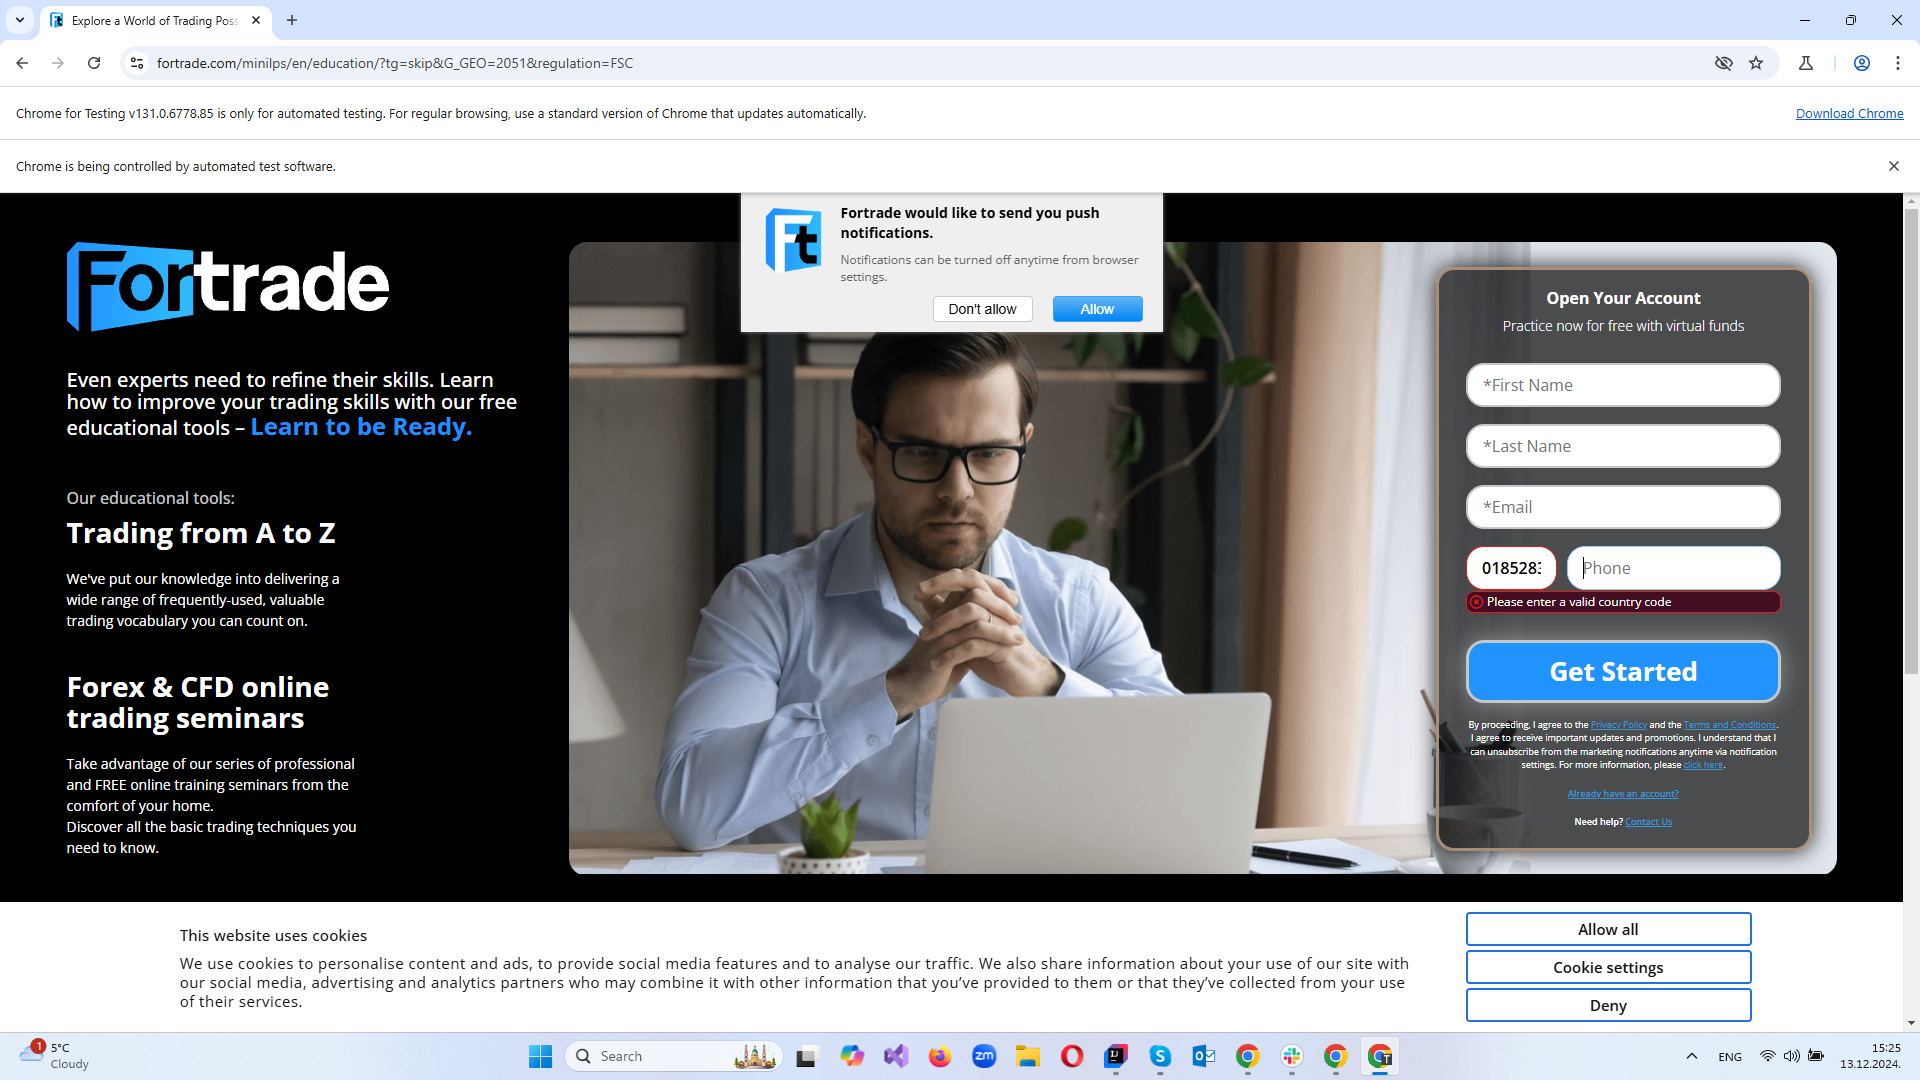 Explore a World of Trading Poss
fortrade.com/minilps/en/education/?tg=skip&G_GEO=2051&regulation=FSC
Chrome for Testing v131.0.6778.85 is only for automated testing. For regular browsing, use a standard version of Chrome that updates automatically.
Download Chrome
Chrome is being controlled by automated test software.
Ft
Fortrade would like to send you push
notifications.
Notifications can be turned off anytime from browser
settings.
Don't allow
Allow
Fortrade
Even experts need to refine their skills. Learn
how to improve your trading skills with our free
educational tools – Learn to be Ready.
Our educational tools:
Trading from A to Z
We've put our knowledge into delivering a
wide range of frequently-used, valuable
trading vocabulary you can count on.
Forex & CFD online
trading seminars
Take advantage of our series of professional
and FREE online training seminars from the
comfort of your home.
Discover all the basic trading techniques you
need to know.
Open Your Account
Practice now for free with virtual funds
*First Name
*Last Name
*Email
018528
Phone
Please enter a valid country code
Get Started
By proceeding, I agree to the Privacy Policy and the Terms and Conditions.
I agree to receive important updates and promotions. I understand that I
can unsubscribe from the marketing notifications anytime via notification
settings. For more information, please click here.
Already have an account?
Need help? Contact Us
This website uses cookies
We use cookies to personalise content and ads, to provide social media features and to analyse our traffic. We also share information about your use of our site with
our social media, advertising and analytics partners who may combine it with other information that you've provided to them or that they've collected from your use
of their services.
Allow all
Cookie settings
Deny
1
5°C
Cloudy
Search
zm
ENG
15:25
13.12.2024.